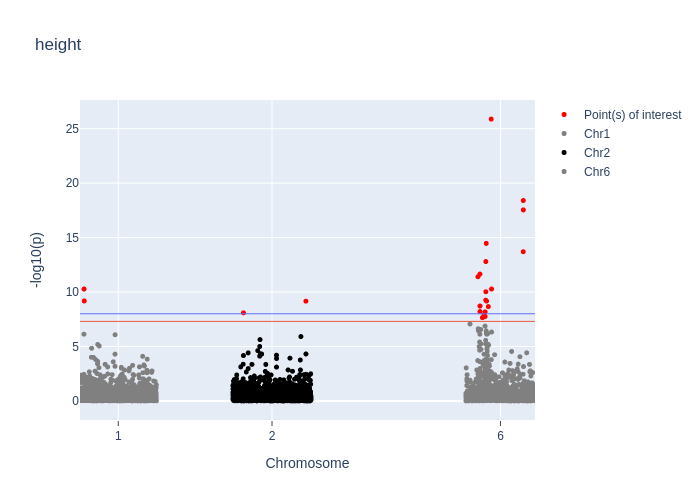 height
25
20
15
10
5
0
-log10(p)
1
2
6
Chromosome
Point(s) of interest
Chr1
Chr2
Chr6